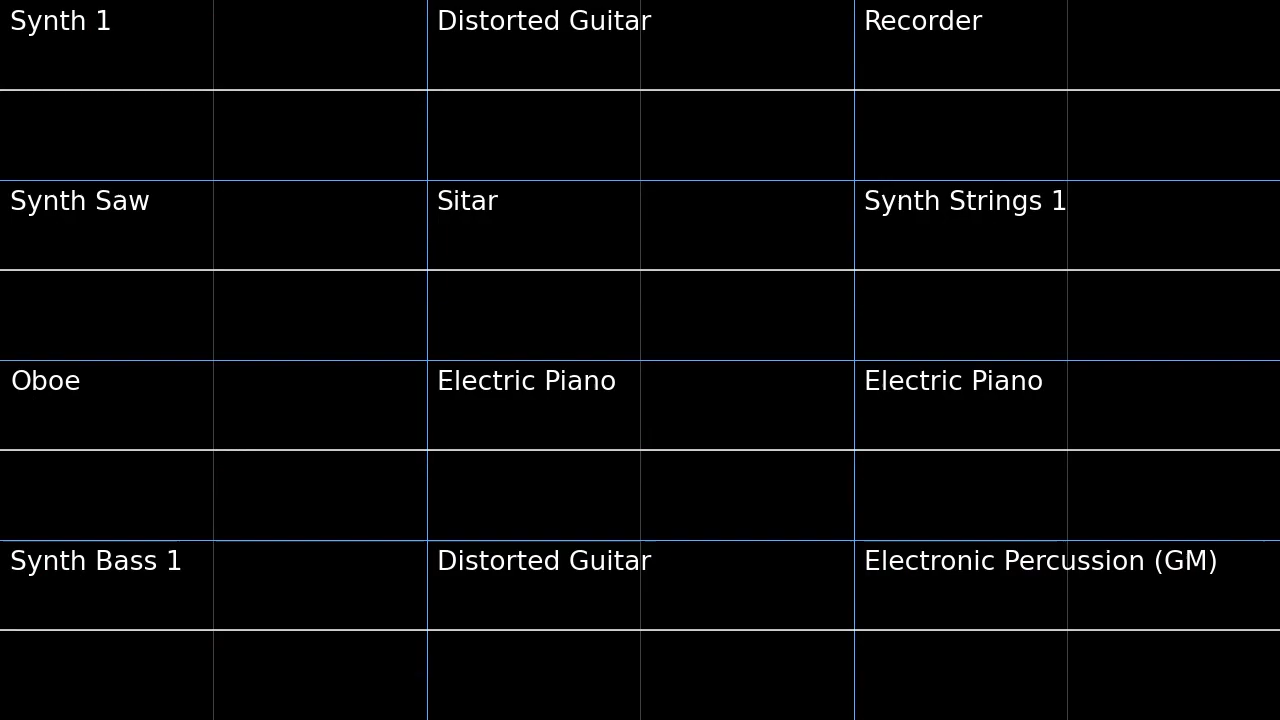 Synth 1
Distorted Guitar
Recorder
Synth Saw
Sitar
Synth Strings 1
Oboe
Electric Piano
Electric Piano
Synth Bass 1
Distorted Guitar
Electronic Percussion (GM)